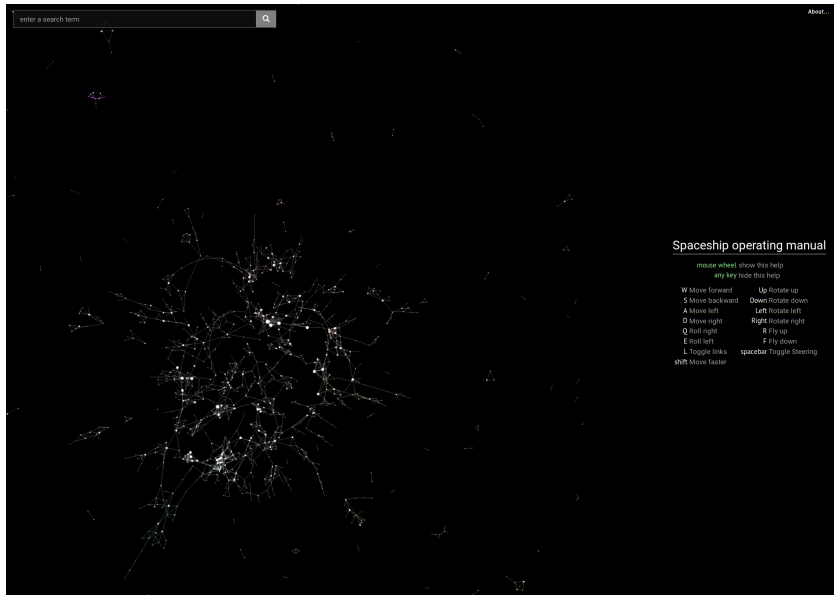 enter a search term
About...
Spaceship operating manual
mouse wheel show this help
any key hide this help
W Move forward Up Rotate up
S Move backward Down Rotate down
A Move left Left Rotate left
D Move right Right Rotate right
Q Roll right R Fly up
E Roll left F Fly down
L Toggle links spacebar Toggle Steering
shift Move faster